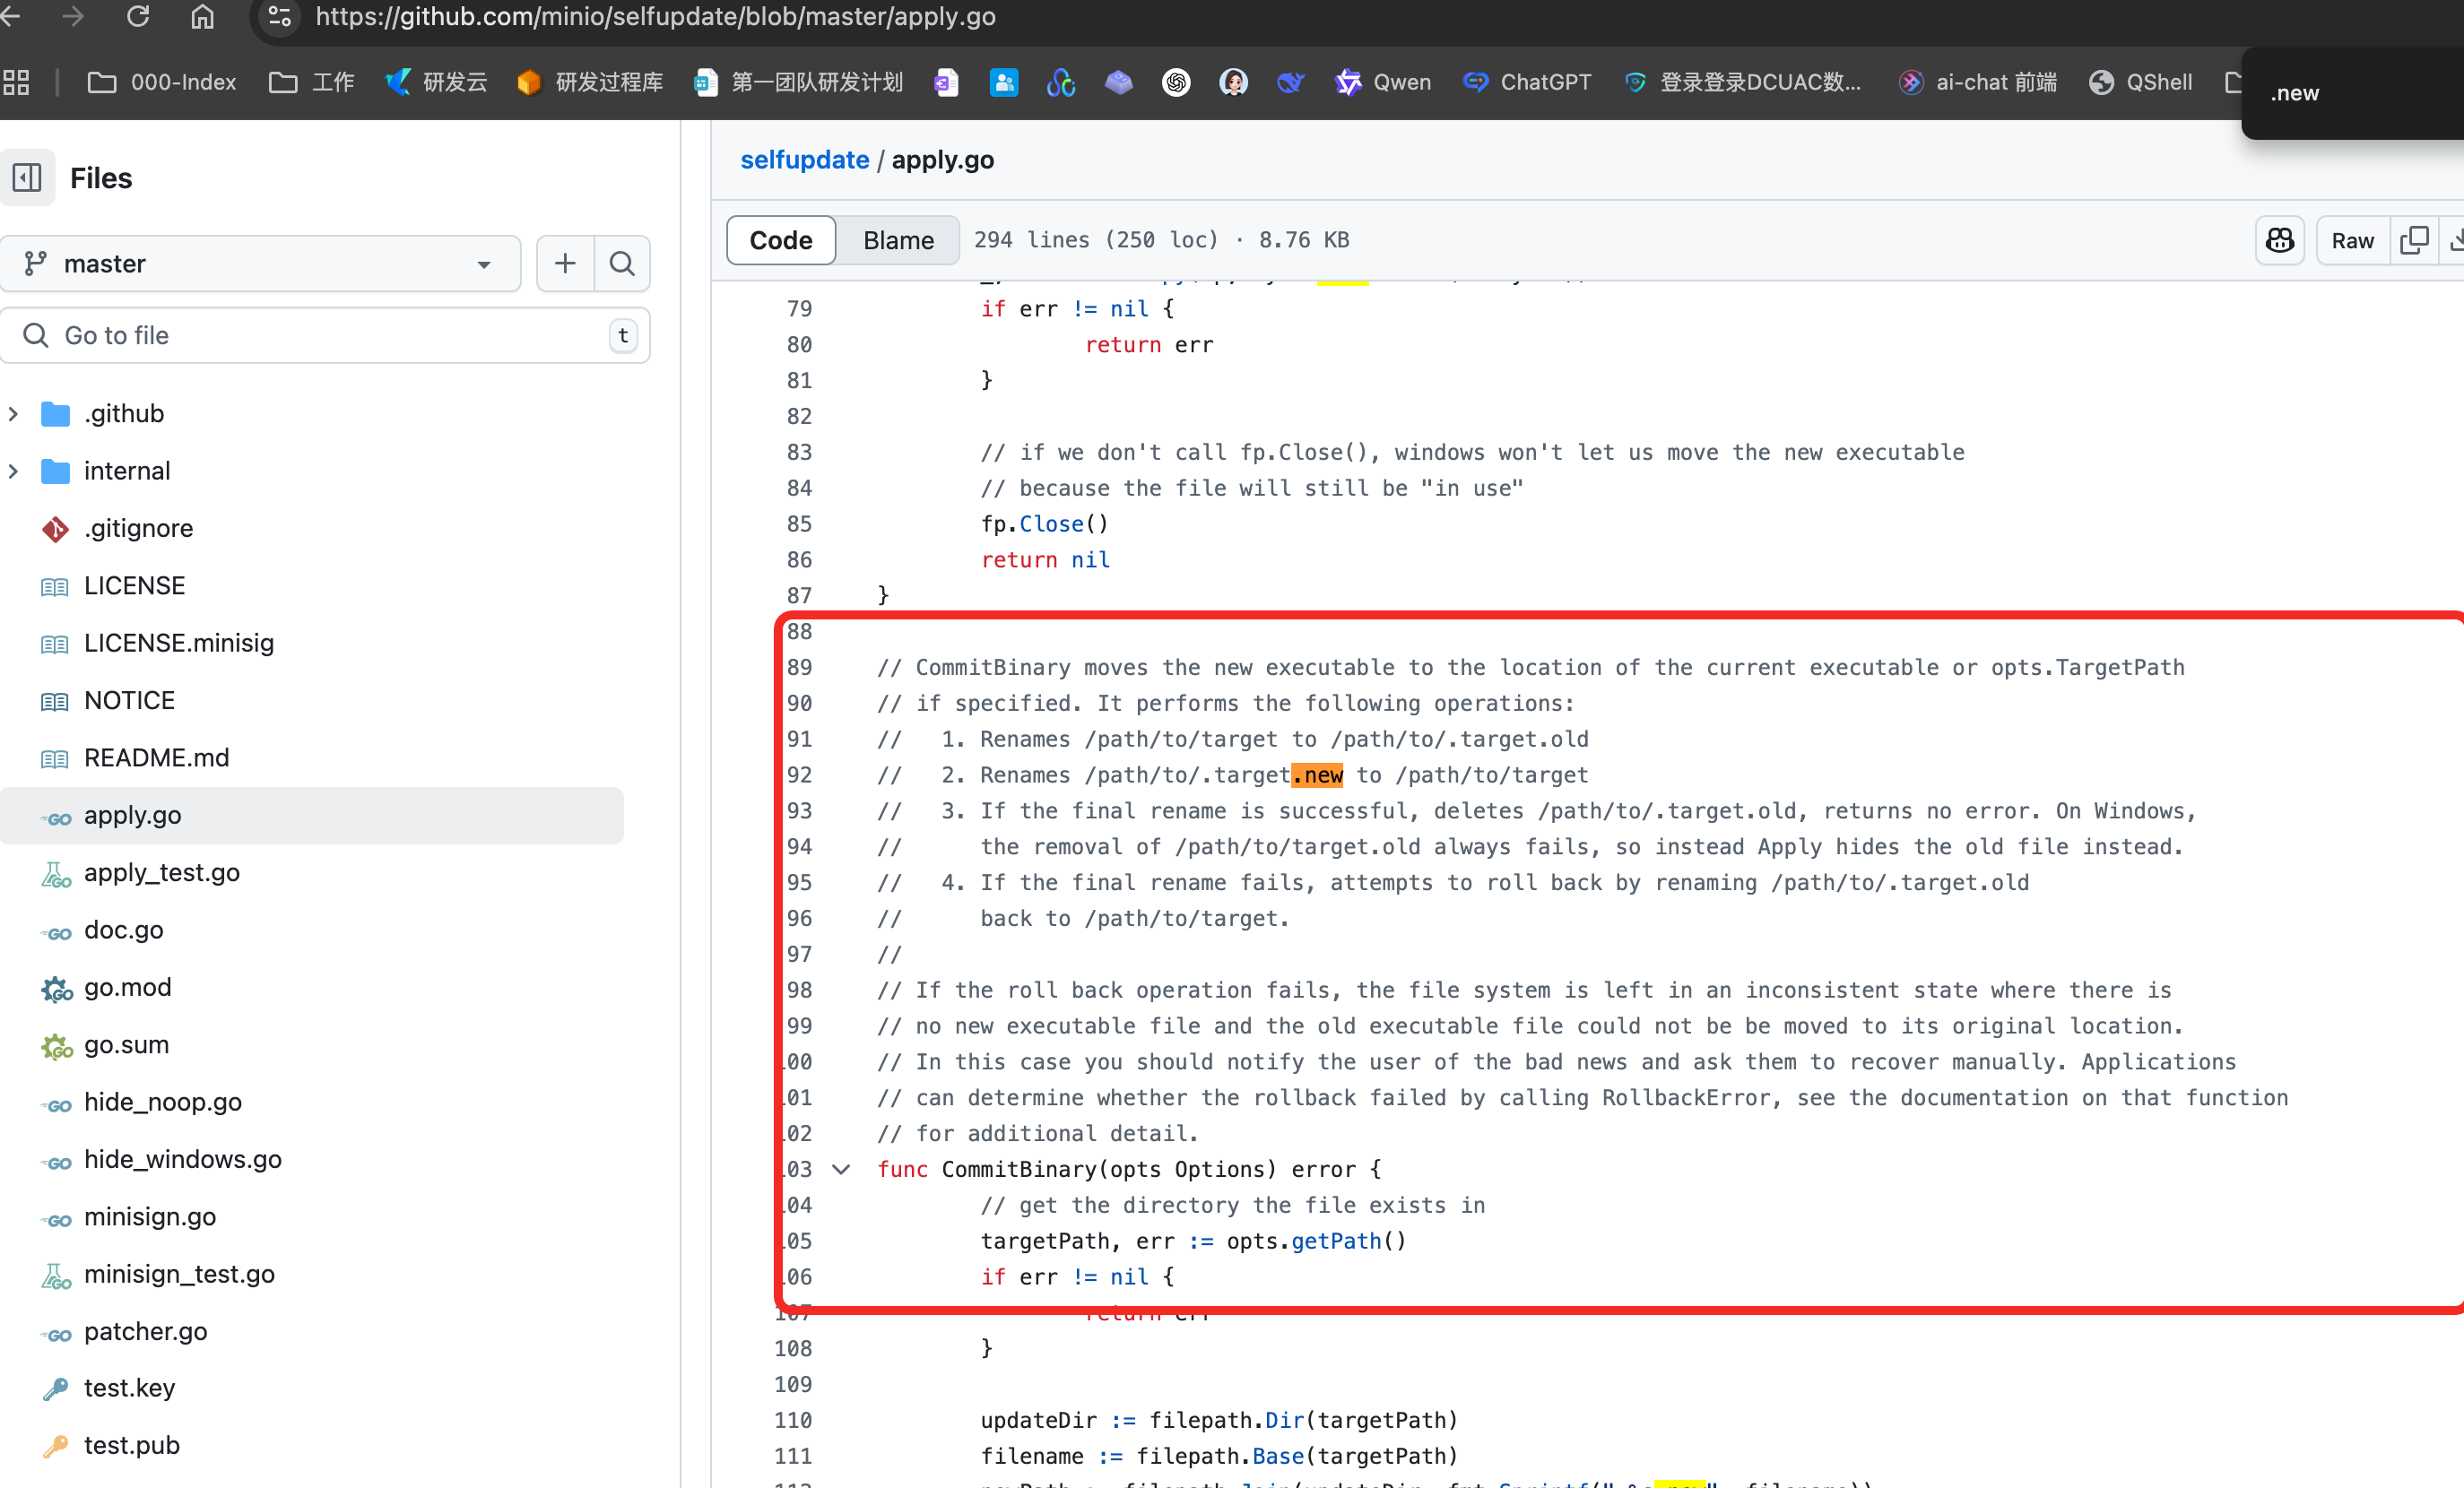 https://github.com/minio/selfupdate/blob/master/apply.go
000-Index 工作 研发云 研发过程库 第一团队研发计划 Qwen ChatGPT 登录登录DCUAC数... ai-chat 前端 QShell
.new
Files
master
Go to file t
.github
internal
.gitignore
LICENSE
LICENSE.minisig
NOTICE
README.md
apply.go
apply_test.go
doc.go
go.mod
go.sum
hide_noop.go
hide_windows.go
minisign.go
minisign_test.go
patcher.go
test.key
test.pub
selfupdate / apply.go
Code Blame 294 lines (250 loc) · 8.76 KB Raw
79 if err != nil {
80 return err
81 }
82
83 // if we don't call fp.Close(), windows won't let us move the new executable
84 // because the file will still be "in use"
85 fp.Close()
86 return nil
87 }
88
89 // CommitBinary moves the new executable to the location of the current executable or opts.TargetPath
90 // if specified. It performs the following operations:
91 // 1. Renames /path/to/target to /path/to/.target.old
92 // 2. Renames /path/to/.target.new to /path/to/target
93 // 3. If the final rename is successful, deletes /path/to/.target.old, returns no error. On Windows,
94 // the removal of /path/to/target.old always fails, so instead Apply hides the old file instead.
95 // 4. If the final rename fails, attempts to roll back by renaming /path/to/.target.old
96 // back to /path/to/target.
97 //
98 // If the roll back operation fails, the file system is left in an inconsistent state where there is
99 // no new executable file and the old executable file could not be be moved to its original location.
100 // In this case you should notify the user of the bad news and ask them to recover manually. Applications
101 // can determine whether the rollback failed by calling RollbackError, see the documentation on that function
102 // for additional detail.
103 func CommitBinary(opts Options) error {
104 // get the directory the file exists in
105 targetPath, err := opts.getPath()
106 if err != nil {
107 return err
108 }
109
110 updateDir := filepath.Dir(targetPath)
111 filename := filepath.Base(targetPath)